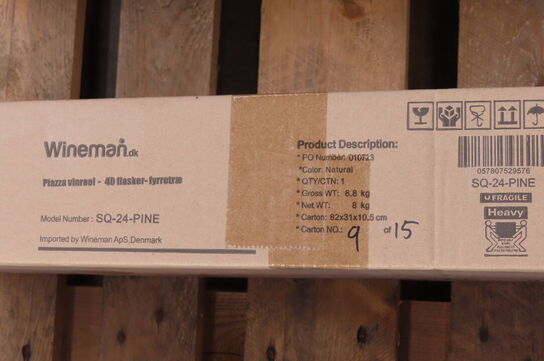 Wineman.dk
Piazza vinreol - 40 flasker- fyrretræ
Model Number: SQ-24-PINE
Imported by Wineman ApS,Denmark
Product Description:
* PO Number: 010723
*Color: Natural
* QTY/CTN: 1
* Gross WT: 8.8 kg
* Net WT: 8 kg
* Carton: 82x31x10.5 cm
* Carton NO.: 9 of 15
057807529576
SQ-24-PINE
FRAGILE
Heavy